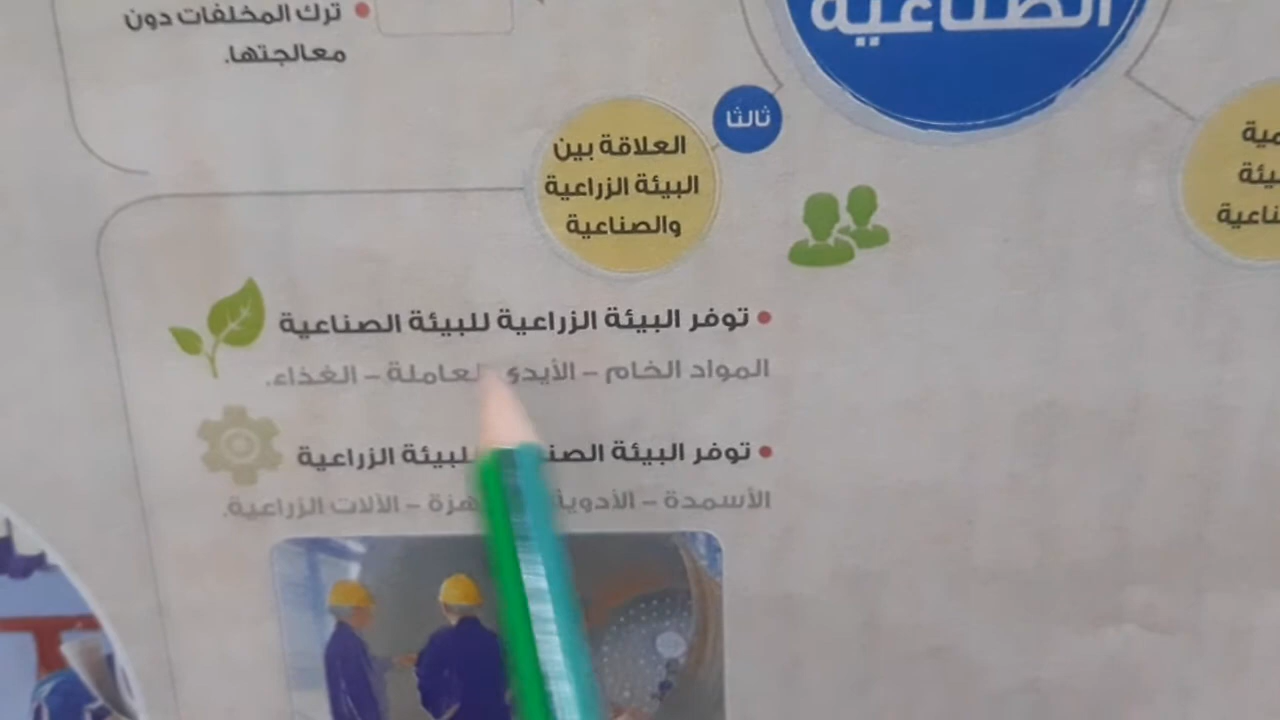 الصناعية
ترك المخلفات دون
معالجتها.
ثالثا
العلاقة بين
البيئة الزراعية
والصناعية
توفر البيئة الزراعية للبيئة الصناعية
المواد الخام – الأيدي العاملة – الغذاء.
توفر البيئة للبيئة الزراعية
الأسمدة – الأدوية – الآلات الزراعية.